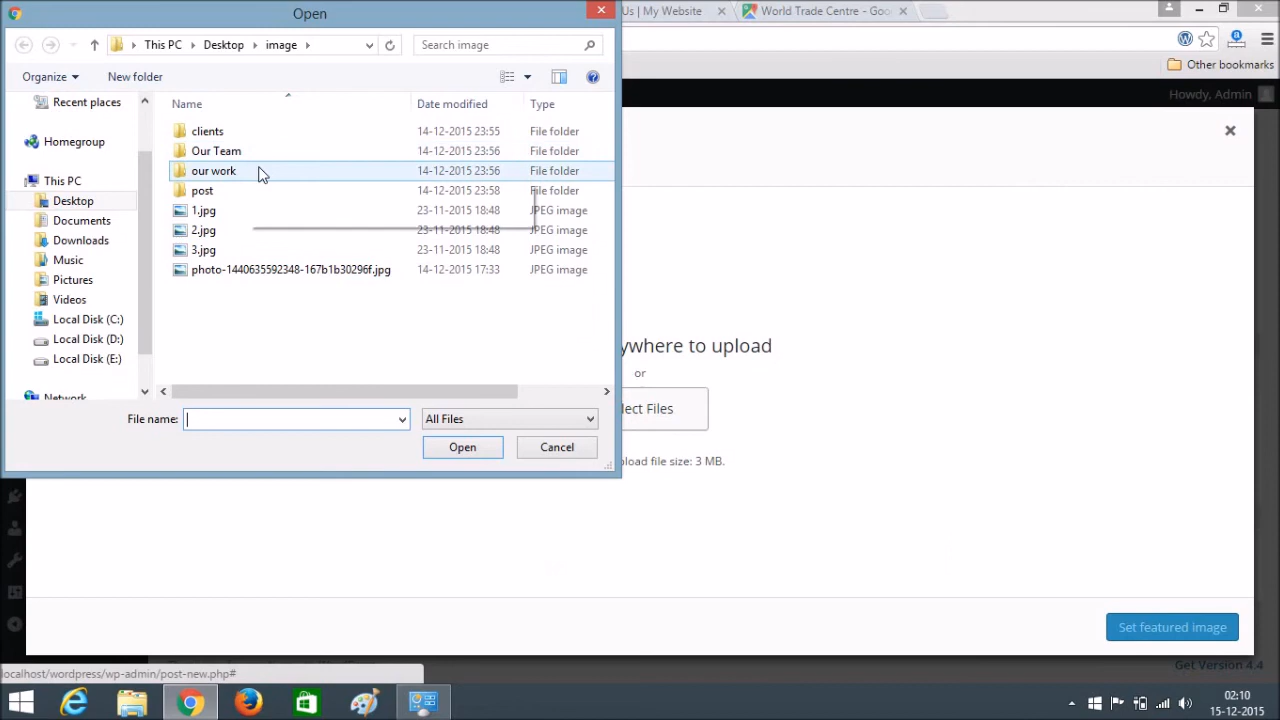 Open
Us | My Website
World Trade Centre - Goo
This PC
Desktop
image
Search image
Other bookmarks
Organize
New folder
Howdy, Admin
Recent places
Name
Date modified
Type
clients
14-12-2015 23:55
File folder
Homegroup
Our Team
14-12-2015 23:56
File folder
our work
14-12-2015 23:56
File folder
This PC
post
14-12-2015 23:58
File folder
Desktop
1.jpg
23-11-2015 18:48
JPEG image
Documents
2.jpg
23-11-2015 18:48
JPEG image
Downloads
3.jpg
23-11-2015 18:48
JPEG image
Music
photo-1440635592348-167b1b30296f.jpg
14-12-2015 17:33
JPEG image
Pictures
Videos
Local Disk (C:)
Local Disk (D:)
Local Disk (E:)
Network
ywhere to upload
or
lect Files
pload file size: 3 MB.
File name:
All Files
Open
Cancel
Set featured image
Get Version 4.4
localhost/wordpress/wp-admin/post-new.php#
02:10
15-12-2015